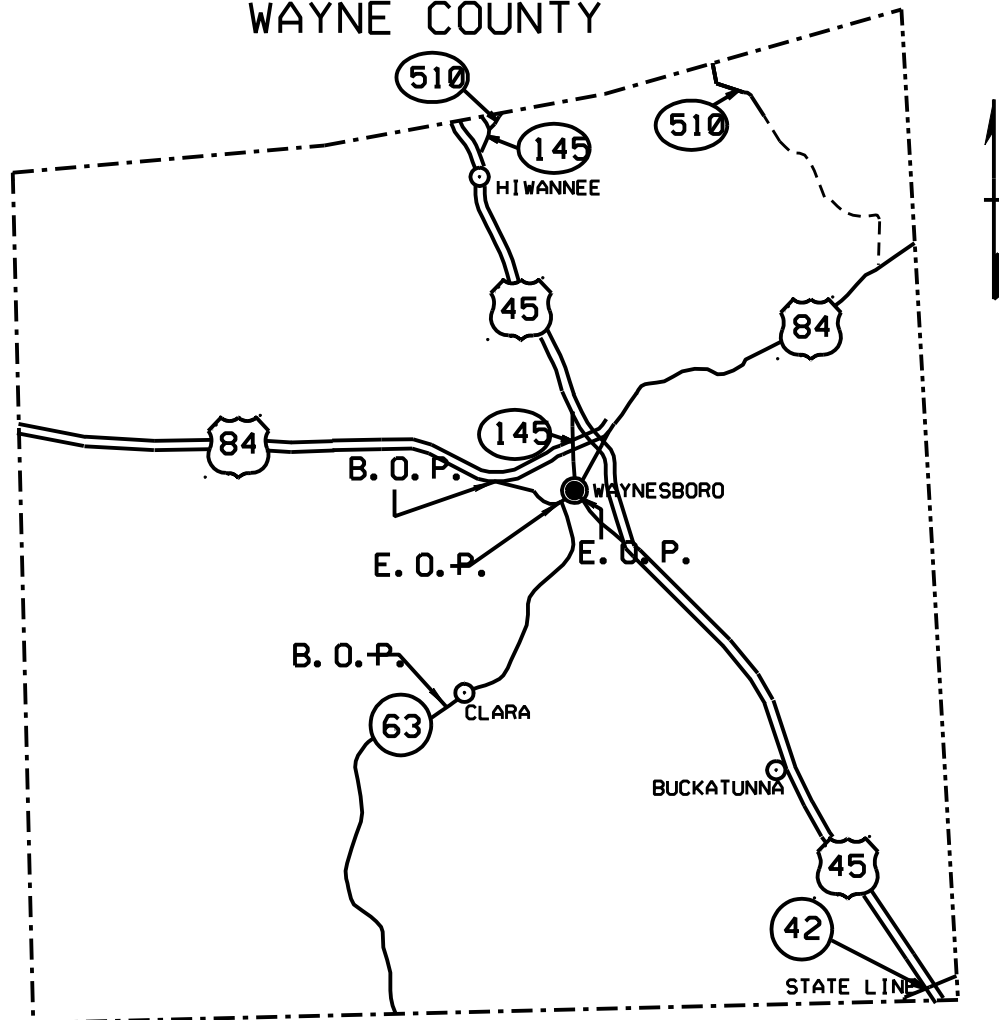 WAYNE COUNTY
510
510
145
HIWANNEE
45
84
145
84
B. O. P.
WAYNESBORO
E. O. P.
E. O. P.
B. O. P.
CLARA
63
BUCKATUNNA
45
42
STATE LINE